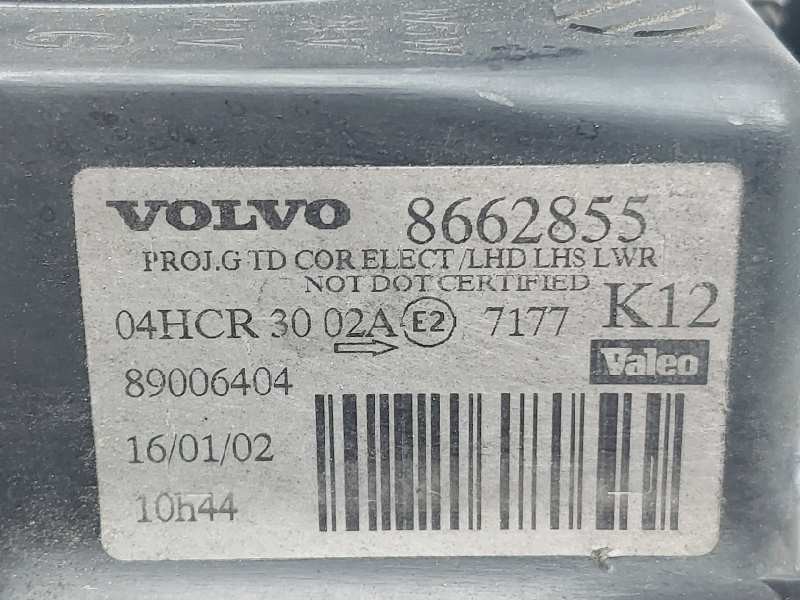 VOLVO 8662855
PROJ.G TD COR ELECT/LHD LHS LWR
NOT DOT CERTIFIED
04HCR 30 02A E2 7177 K12
89006404 Valeo
16/01/02
10h44